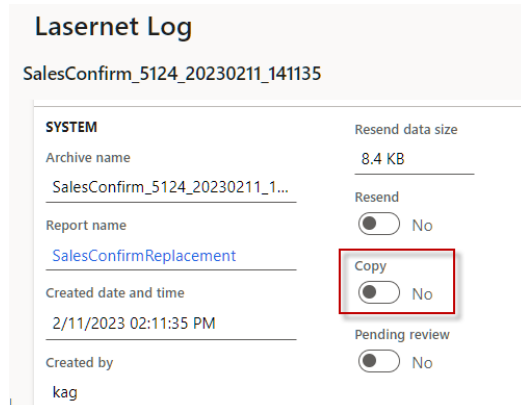 Lasernet Log
SalesConfirm_5124_20230211_141135
SYSTEM
Archive name
SalesConfirm_5124_20230211_1...
Report name
SalesConfirmReplacement
Created date and time
2/11/2023 02:11:35 PM
Created by
kag
Resend data size
8.4 KB
Resend
No
Copy
No
Pending review
No